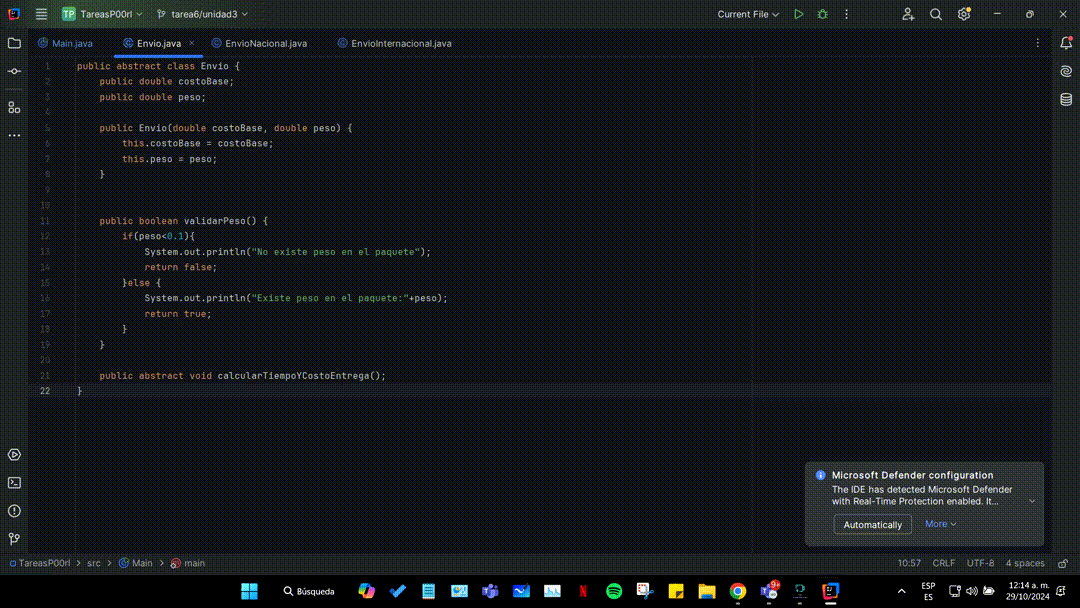 TP TareasP00rl tarea6/unidad3 Current File
Main.java Envio.java EnvioNacional.java EnvioInternacional.java
1 public abstract class Envio {
2 public double costoBase;
3 public double peso;
4
5 public Envio(double costoBase, double peso) {
6 this.costoBase = costoBase;
7 this.peso = peso;
8 }
9
10
11 public boolean validarPeso() {
12 if(peso<0.1){
13 System.out.println("No existe peso en el paquete");
14 return false;
15 }else {
16 System.out.println("Existe peso en el paquete:"+peso);
17 return true;
18 }
19 }
20
21 public abstract void calcularTiempoYCostoEntrega();
22 }
Microsoft Defender configuration
The IDE has detected Microsoft Defender
with Real-Time Protection enabled. It...
Automatically More
TareasP00rl src Main main 10:57 CRLF UTF-8 4 spaces
Búsqueda 9+ ESP
ES 12:14 a. m.
29/10/2024